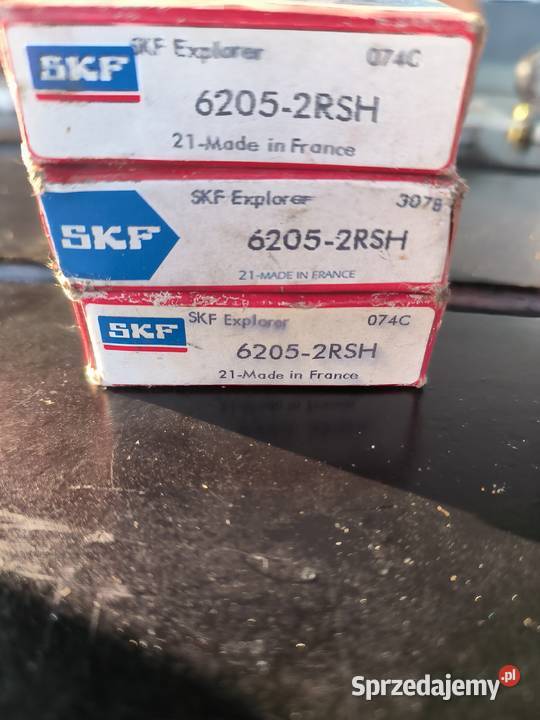 SKF
SKF Explorer 074C
6205-2RSH
21-Made in France
SKF
SKF Explorer 307B
6205-2RSH
21-MADE IN FRANCE
SKF
SKF Explorer 074C
6205-2RSH
21-Made in France
Sprzedajemy.pl